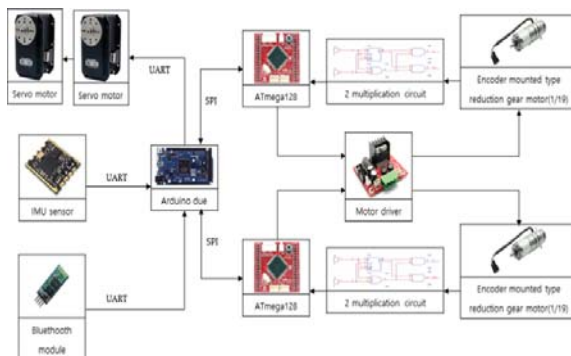 Servo motor
Servo motor
UART
SPI
ATmega128
2 multiplication circuit
Encoder mounted type
reduction gear motor(1/19)
IMU sensor
UART
Arduino due
Motor driver
SPI
Bluethooth
module
UART
ATmega128
2 multiplication circuit
Encoder mounted type
reduction gear motor(1/19)